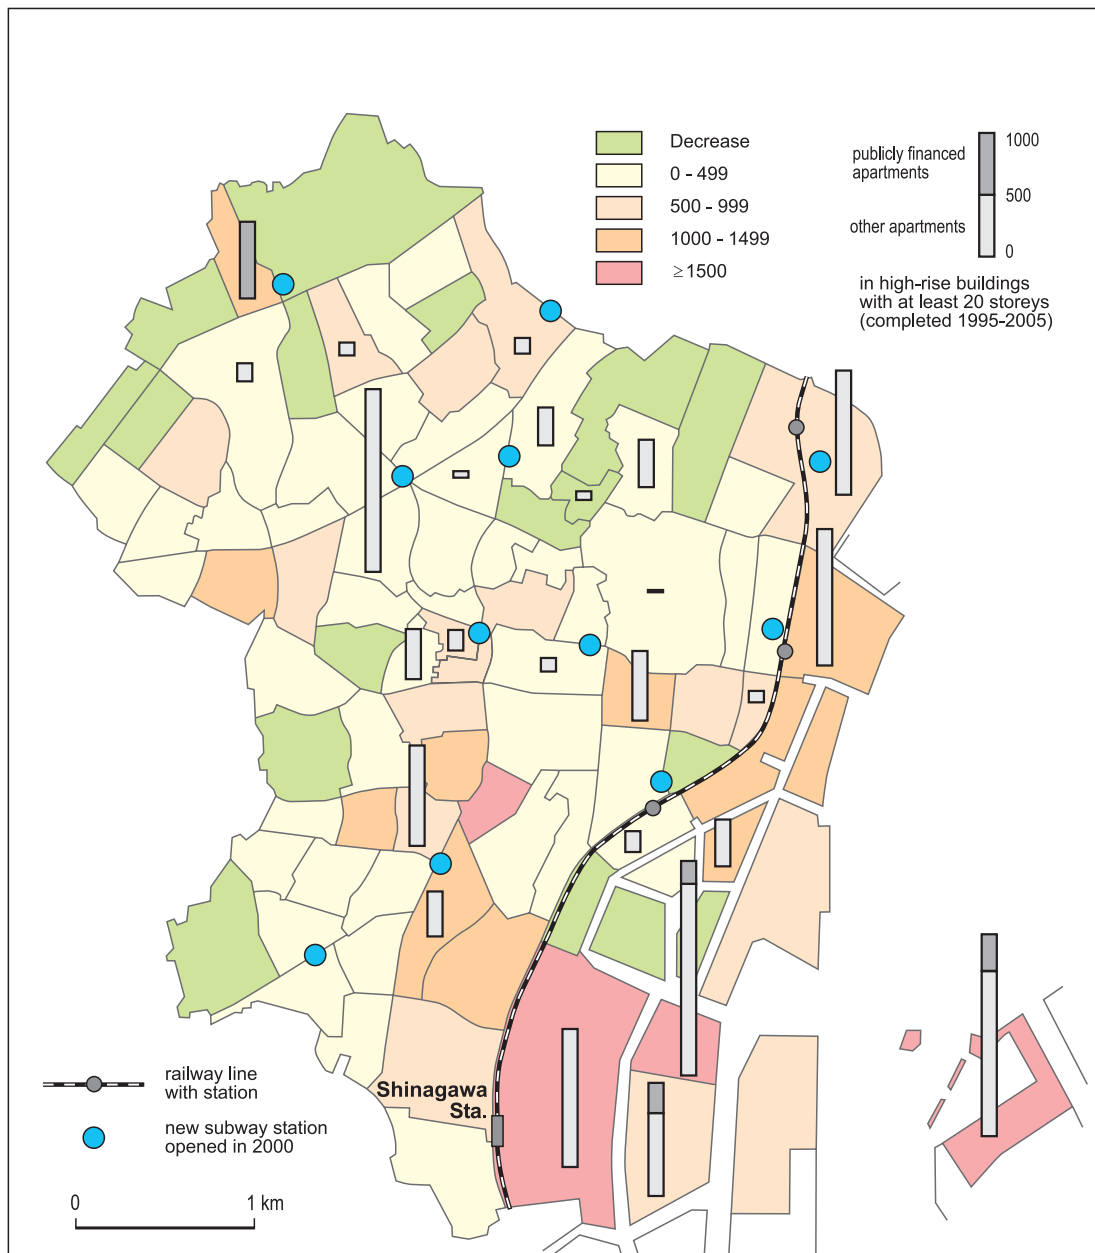 Decrease
0 - 499
500 - 999
1000 - 1499
≥1500
publicly financed
apartments
other apartments
1000
500
0
in high-rise buildings
with at least 20 storeys
(completed 1995-2005)
railway line
with station
new subway station
opened in 2000
Shinagawa
Sta.
0
1 km